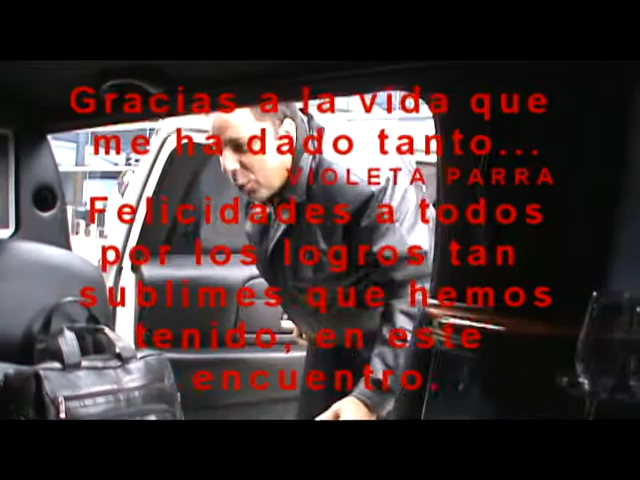 Gracias a la vida que
me ha dado tanto...
VIOLETA PARRA
Felicidades a todos
por los logros tan
sublimes que hemos
tenido, en este
encuentro.